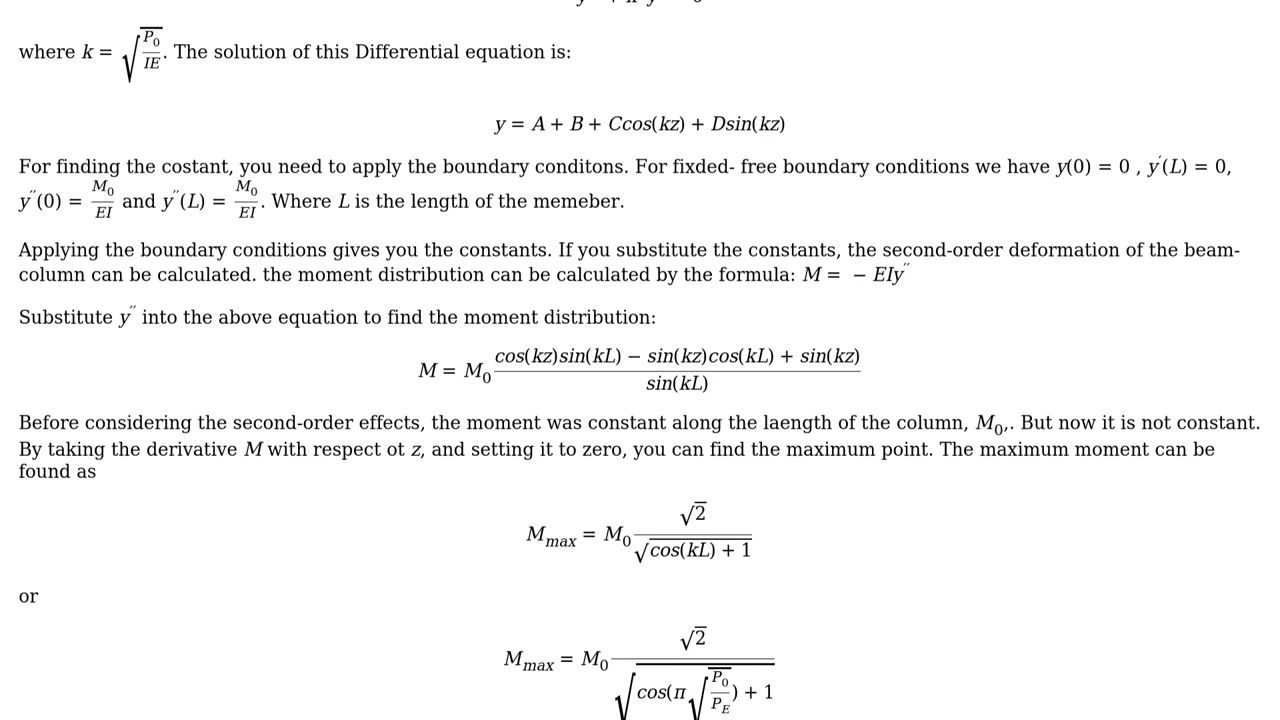 where k = √(P₀/IE). The solution of this Differential equation is:
y = A + B + Ccos(kz) + Dsin(kz)
For finding the costant, you need to apply the boundary conditons. For fixded- free boundary conditions we have y(0) = 0 , y′(L) = 0,
y″(0) = M₀/EI and y″(L) = M₀/EI. Where L is the length of the memeber.
Applying the boundary conditions gives you the constants. If you substitute the constants, the second-order deformation of the beam-
column can be calculated. the moment distribution can be calculated by the formula: M = − EIy″
Substitute y″ into the above equation to find the moment distribution:
M = M₀ (cos(kz)sin(kL) − sin(kz)cos(kL) + sin(kz))/sin(kL)
Before considering the second-order effects, the moment was constant along the laength of the column, M₀,. But now it is not constant.
By taking the derivative M with respect ot z, and setting it to zero, you can find the maximum point. The maximum moment can be
found as
M_max = M₀ √2/√(cos(kL) + 1)
or
M_max = M₀ √2/√(cos(π√(P₀/P_E)) + 1)